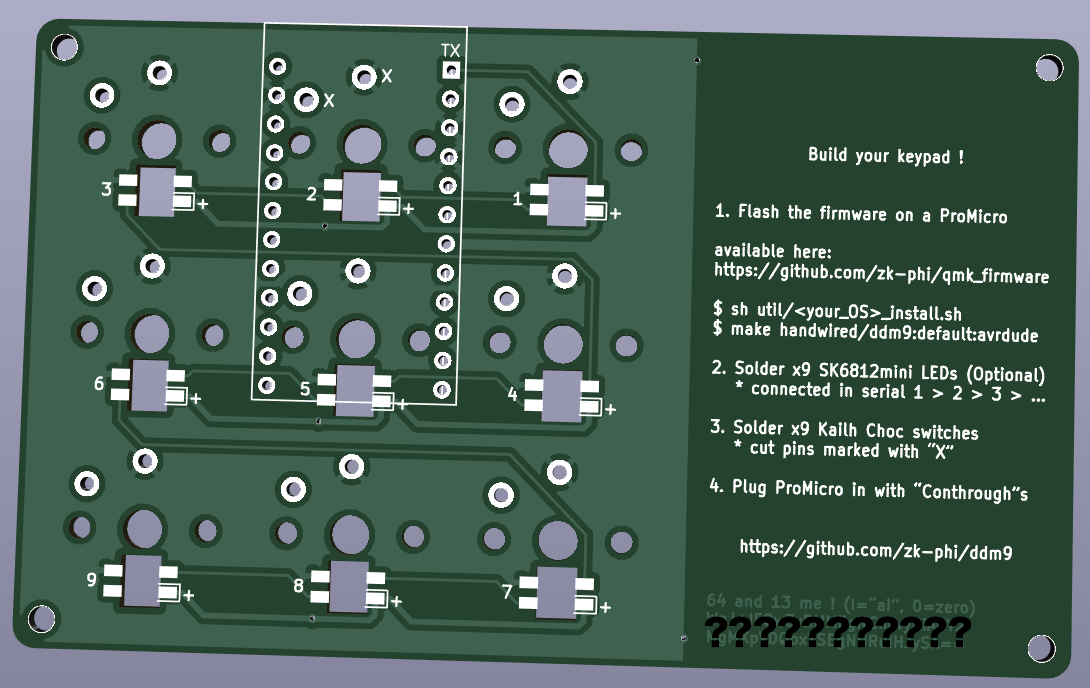 TX
X
X
3
2
1
+
+
+
6
5
4
+
+
+
9
8
7
+
+
+
Build your keypad !
1. Flash the firmware on a ProMicro
available here:
https://github.com/zk-phi/qmk_firmware
$ sh util/<your_OS>_install.sh
$ make handwired/ddm9:default:avrdude
2. Solder x9 SK6812mini LEDs (Optional)
* connected in serial 1 > 2 > 3 > ...
3. Solder x9 Kailh Choc switches
* cut pins marked with "X"
4. Plug ProMicro in with "Conthrough"s
https://github.com/zk-phi/ddm9
64 and 13 me ! (I="ai", 0=zero)
???????????